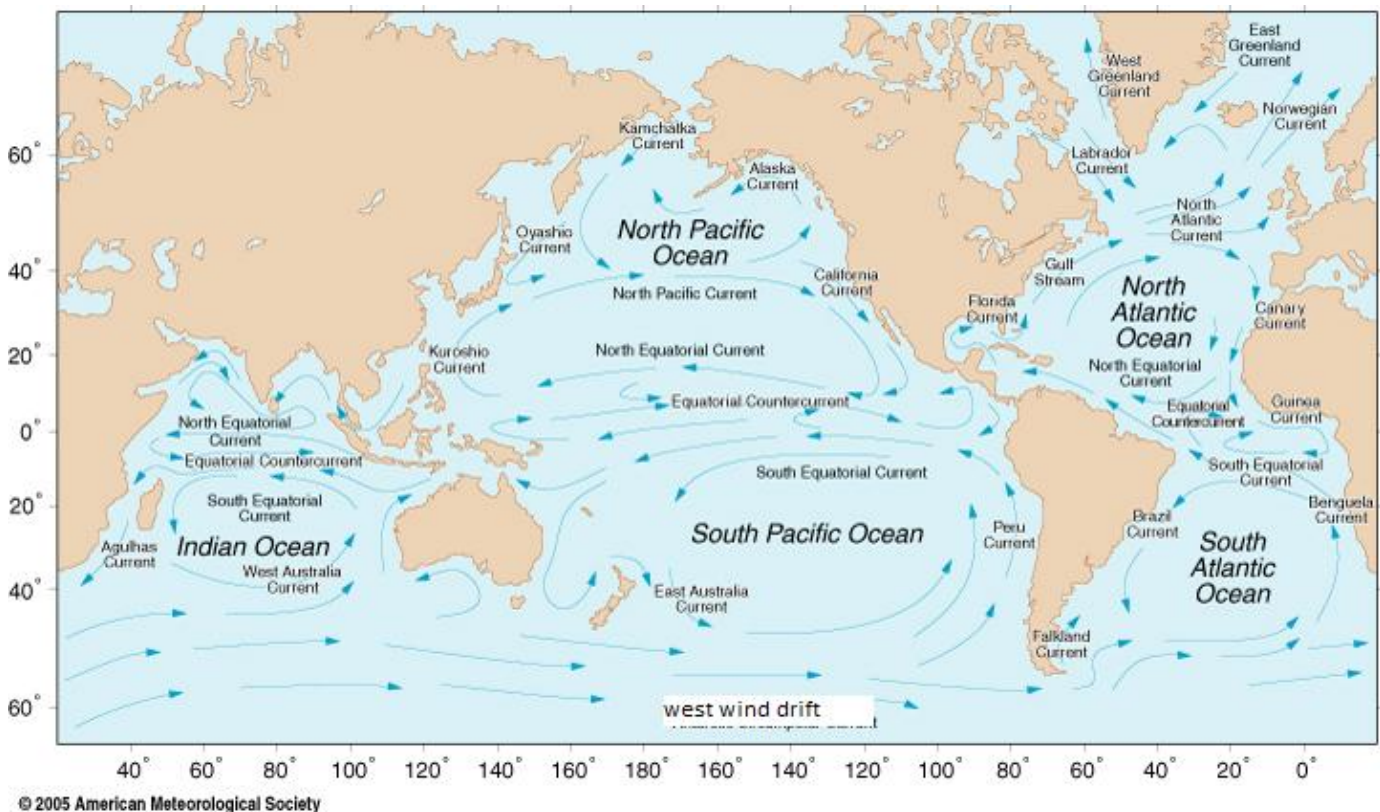 East
Greenland
Current
West
Greenland
Current
Norwegian
Current
Kamchatka
Current
60°
Labrador
Current
Alaska
Current
Oyashio
Current
North Pacific
Ocean
North
Atlantic
Current
40°
California
Current
Gulf
Stream
North Pacific Current
Florida
Current
North
Atlantic
Ocean
Canary
Current
20°
Kuroshio
Current
North Equatorial Current
North Equatorial
Current
Equatorial Countercurrent
Equatorial
Countercurrent
Guinea
Current
0°
North Equatorial
Current
Equatorial Countercurrent
South Equatorial Current
South Equatorial
Current
20°
South Equatorial
Current
Benguela
Current
Brazil
Current
Peru
Current
South Pacific Ocean
Indian Ocean
Agulhas
Current
South
Atlantic
Ocean
West Australia
Current
40°
East Australia
Current
Falkland
Current
60°
west wind drift
40° 60° 80° 100° 120° 140° 160° 180° 160° 140° 120° 100° 80° 60° 40° 20° 0°
© 2005 American Meteorological Society